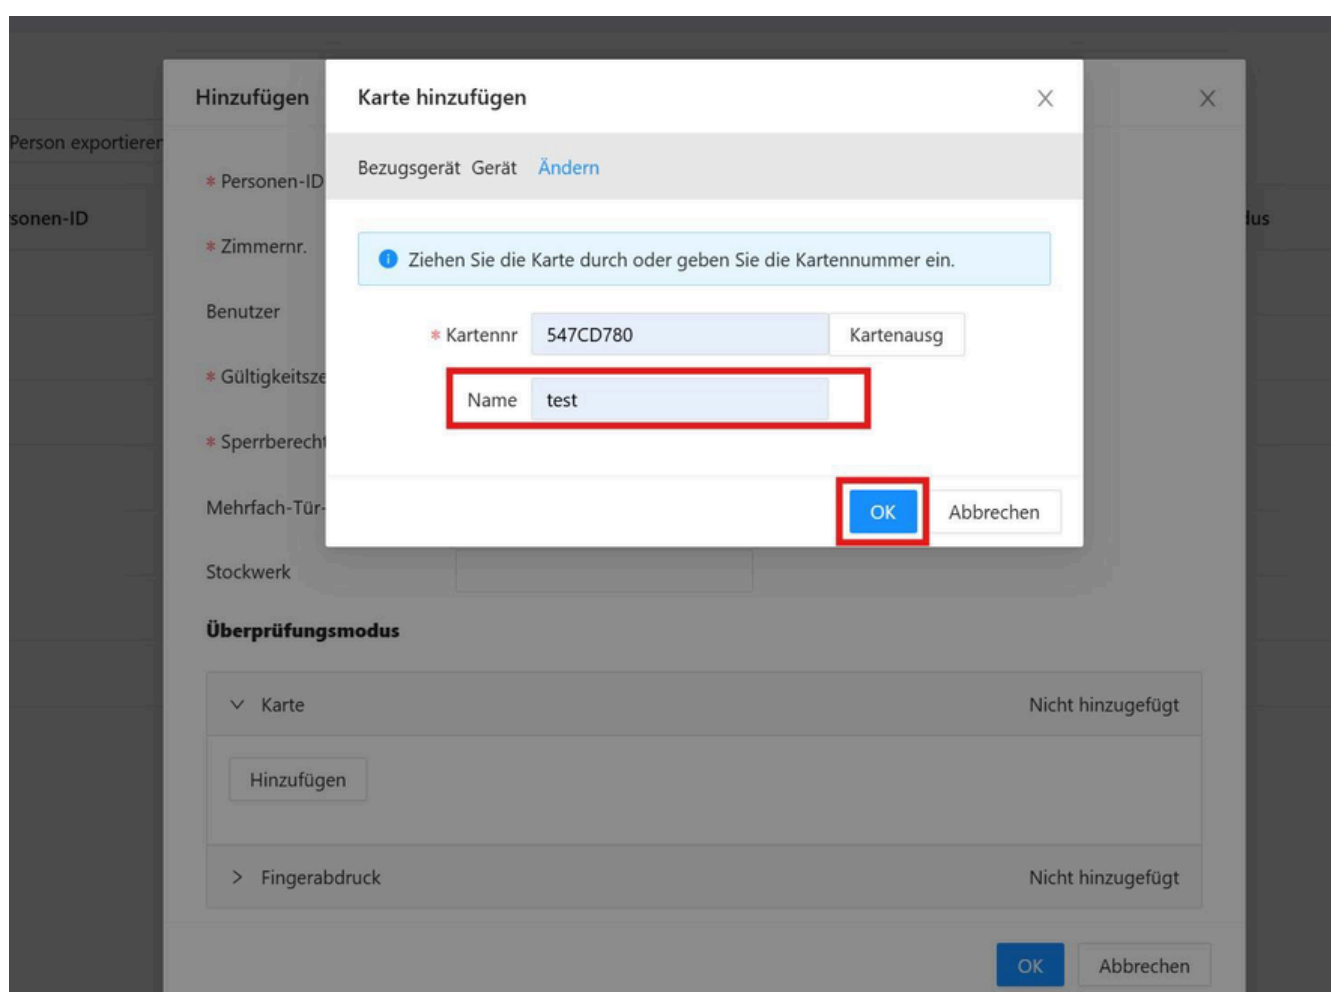 Hinzufügen
Karte hinzufügen
Person exportieren
Bezugsgerät Gerät Ändern
* Personen-ID
sonen-ID
dus
* Zimmernr.
Ziehen Sie die Karte durch oder geben Sie die Kartennummer ein.
Benutzer
* Kartennr 547CD780 Kartenausg
* Gültigkeitsze
Name test
* Sperrberecht
Mehrfach-Tür-
OK Abbrechen
Stockwerk
Überprüfungsmodus
Karte Nicht hinzugefügt
Hinzufügen
Fingerabdruck Nicht hinzugefügt
OK Abbrechen